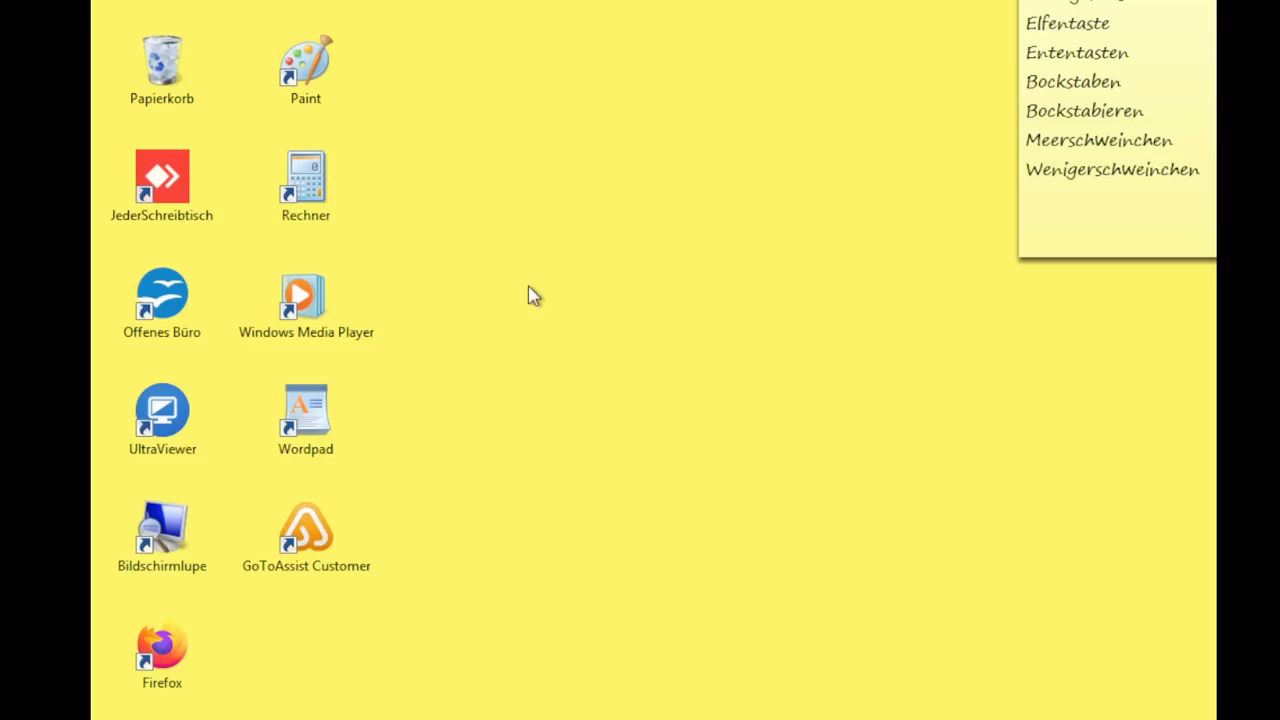 Elfentaste
Ententasten
Bockstaben
Bockstabieren
Meerschweinchen
Wenigerschweinchen
Papierkorb
Paint
JederSchreibtisch
Rechner
0
Offenes Büro
Windows Media Player
UltraViewer
A
Wordpad
Bildschirmlupe
GoToAssist Customer
Firefox